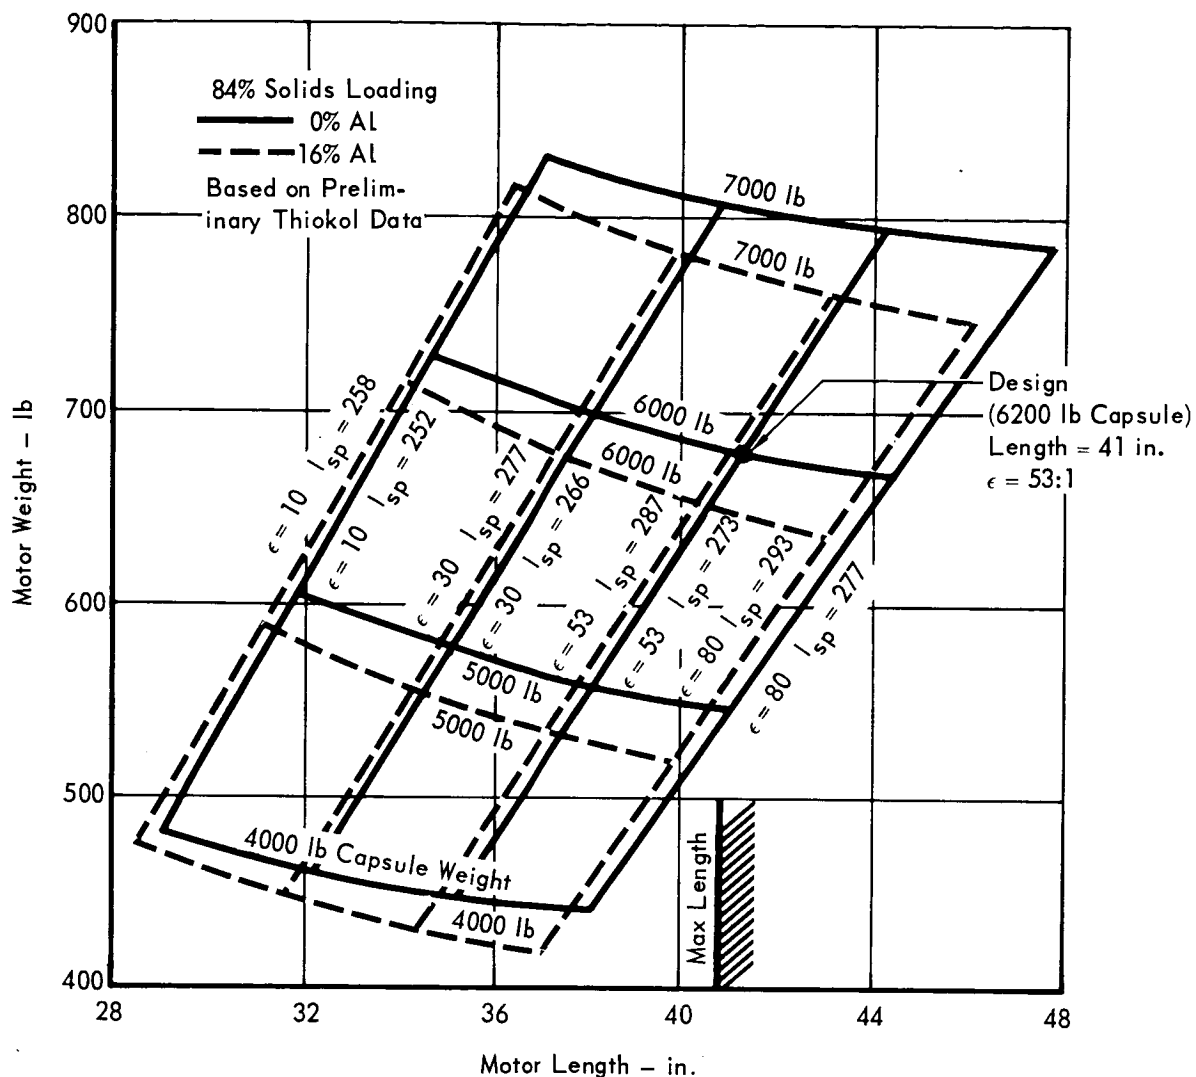 900
800
700
600
500
400
Motor Weight – lb
84% Solids Loading
0% Al
16% Al
Based on Prelim-
inary Thiokol Data
7000 lb
7000 lb
6000 lb
6000 lb
5000 lb
5000 lb
4000 lb Capsule Weight
4000 lb
ϵ = 10 Isp = 258
ϵ = 10 Isp = 252
ϵ = 30 Isp = 277
ϵ = 30 Isp = 266
ϵ = 53 Isp = 287
ϵ = 53 Isp = 273
ϵ = 80 Isp = 293
ϵ = 80 Isp = 277
Design
(6200 lb Capsule)
Length = 41 in.
ϵ = 53:1
Max Length
28 32 36 40 44 48
Motor Length – in.